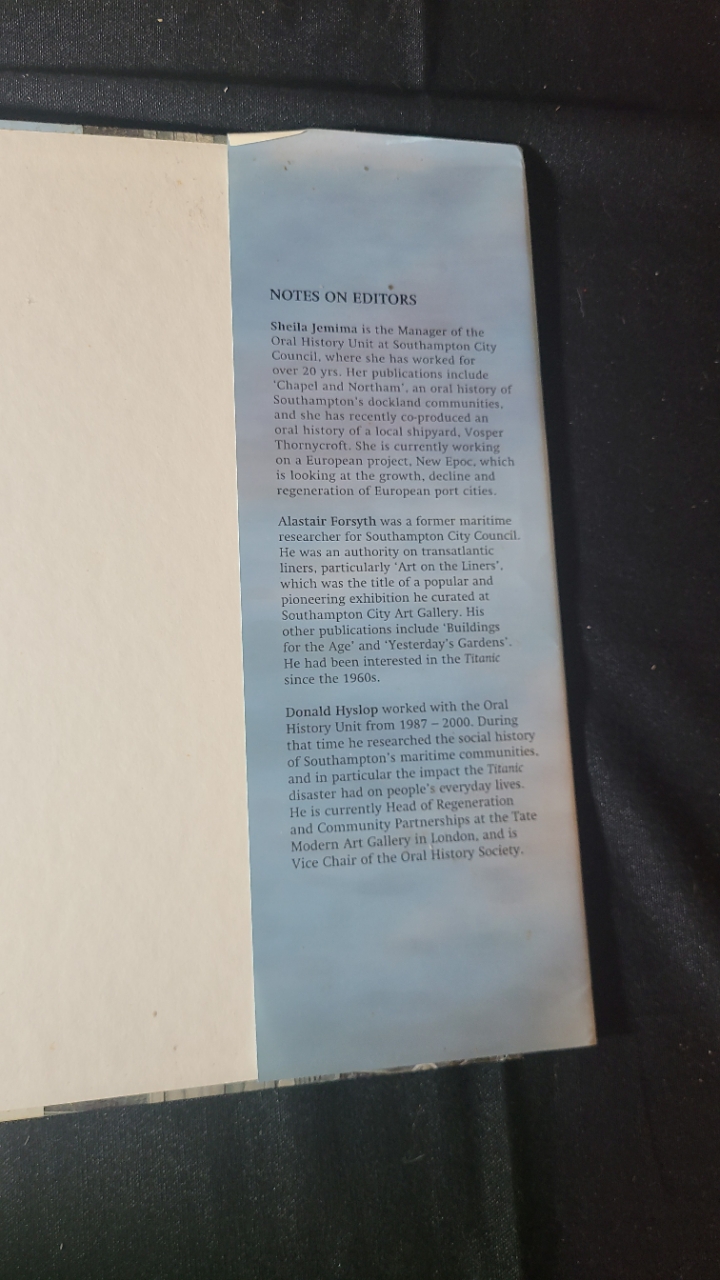 NOTES ON EDITORS
Sheila Jemima is the Manager of the
Oral History Unit at Southampton City
Council, where she has worked for
over 20 yrs. Her publications include
'Chapel and Northam', an oral history of
Southampton's dockland communities,
and she has recently co-produced an
oral history of a local shipyard, Vosper
Thornycroft. She is currently working
on a European project, New Epoc, which
is looking at the growth, decline and
regeneration of European port cities.
Alastair Forsyth was a former maritime
researcher for Southampton City Council.
He was an authority on transatlantic
liners, particularly 'Art on the Liners',
which was the title of a popular and
pioneering exhibition he curated at
Southampton City Art Gallery. His
other publications include 'Buildings
for the Age' and 'Yesterday's Gardens'.
He had been interested in the Titanic
since the 1960s.
Donald Hyslop worked with the Oral
History Unit from 1987 – 2000. During
that time he researched the social history
of Southampton's maritime communities,
and in particular the impact the Titanic
disaster had on people's everyday lives.
He is currently Head of Regeneration
and Community Partnerships at the Tate
Modern Art Gallery in London, and is
Vice Chair of the Oral History Society.